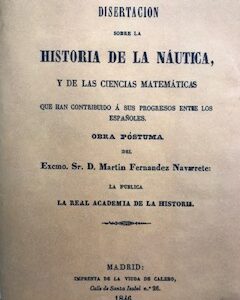 DISERTACION
SOBRE LA
HISTORIA DE LA NÁUTICA,
Y DE LAS CIENCIAS MATEMÁTICAS
QUE HAN CONTRIBUIDO Á SUS PROGRESOS ENTRE LOS
ESPAÑOLES.
OBRA PÓSTUMA
DEL
Excmo. Sr. D. Martin Fernandez Navarrete:
LA PUBLICA
LA REAL ACADEMIA DE LA HISTORIA.
MADRID:
IMPRENTA DE LA VIUDA DE CALERO,
Calle de Santa Isabel n.º 26.
1846